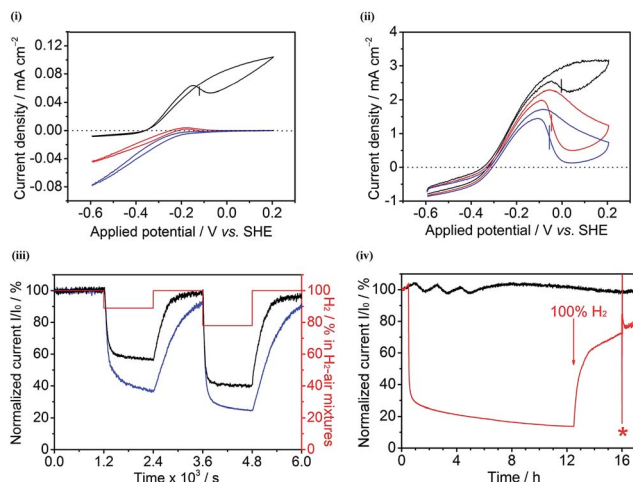 (i)
(ii)
Current density / mA cm⁻²
0.12
0.08
0.04
0.00
-0.04
-0.08
-0.6 -0.4 -0.2 0.0 0.2
Applied potential / V vs. SHE
Current density / mA cm⁻²
5
4
3
2
1
0
-1
-0.6 -0.4 -0.2 0.0 0.2
Applied potential / V vs. SHE
(iii)
(iv)
Normalized current I/I₀ / %
100
80
60
40
20
0
0.0 1.2 2.4 3.6 4.8 6.0
Time x 10³ / s
100
80
60
40
20
0
H₂ / % in
H₂-air mixtures
Normalized current I/I₀ / %
100
80
60
40
20
0
100% H₂
*
0 4 8 12 16
Time / h